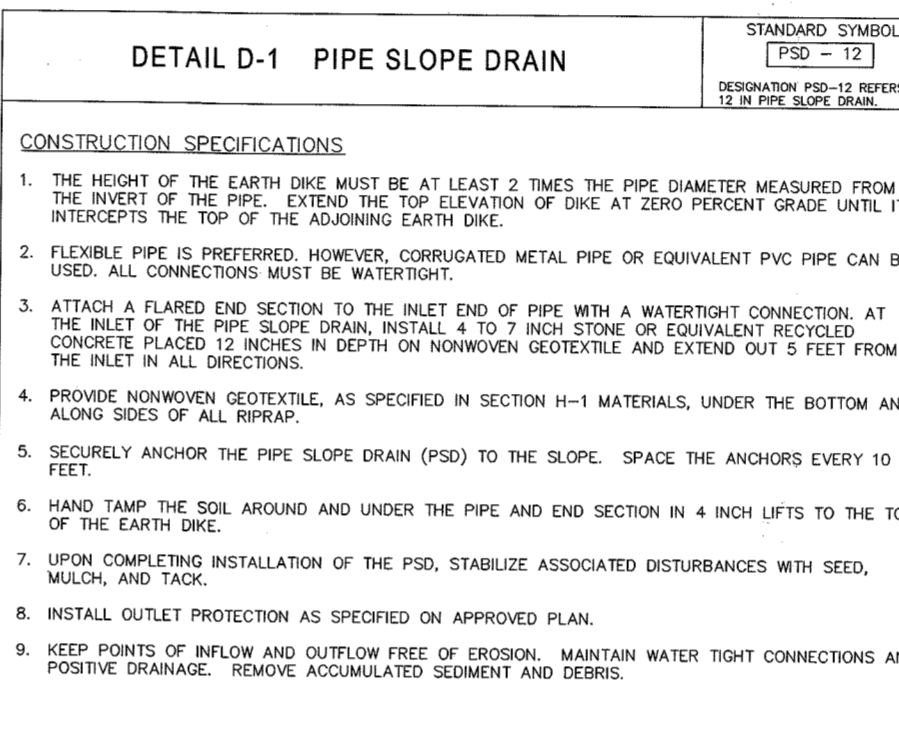 DETAIL D-1 PIPE SLOPE DRAIN
STANDARD SYMBOL
PSD - 12
DESIGNATION PSD-12 REFERS
12 IN PIPE SLOPE DRAIN.
CONSTRUCTION SPECIFICATIONS
1. THE HEIGHT OF THE EARTH DIKE MUST BE AT LEAST 2 TIMES THE PIPE DIAMETER MEASURED FROM
THE INVERT OF THE PIPE. EXTEND THE TOP ELEVATION OF DIKE AT ZERO PERCENT GRADE UNTIL IT
INTERCEPTS THE TOP OF THE ADJOINING EARTH DIKE.
2. FLEXIBLE PIPE IS PREFERRED. HOWEVER, CORRUGATED METAL PIPE OR EQUIVALENT PVC PIPE CAN B
USED. ALL CONNECTIONS MUST BE WATERTIGHT.
3. ATTACH A FLARED END SECTION TO THE INLET END OF PIPE WITH A WATERTIGHT CONNECTION. AT
THE INLET OF THE PIPE SLOPE DRAIN, INSTALL 4 TO 7 INCH STONE OR EQUIVALENT RECYCLED
CONCRETE PLACED 12 INCHES IN DEPTH ON NONWOVEN GEOTEXTILE AND EXTEND OUT 5 FEET FROM
THE INLET IN ALL DIRECTIONS.
4. PROVIDE NONWOVEN GEOTEXTILE, AS SPECIFIED IN SECTION H-1 MATERIALS, UNDER THE BOTTOM AN
ALONG SIDES OF ALL RIPRAP.
5. SECURELY ANCHOR THE PIPE SLOPE DRAIN (PSD) TO THE SLOPE. SPACE THE ANCHORS EVERY 10
FEET.
6. HAND TAMP THE SOIL AROUND AND UNDER THE PIPE AND END SECTION IN 4 INCH LIFTS TO THE TO
OF THE EARTH DIKE.
7. UPON COMPLETING INSTALLATION OF THE PSD, STABILIZE ASSOCIATED DISTURBANCES WITH SEED,
MULCH, AND TACK.
8. INSTALL OUTLET PROTECTION AS SPECIFIED ON APPROVED PLAN.
9. KEEP POINTS OF INFLOW AND OUTFLOW FREE OF EROSION. MAINTAIN WATER TIGHT CONNECTIONS AN
POSITIVE DRAINAGE. REMOVE ACCUMULATED SEDIMENT AND DEBRIS.